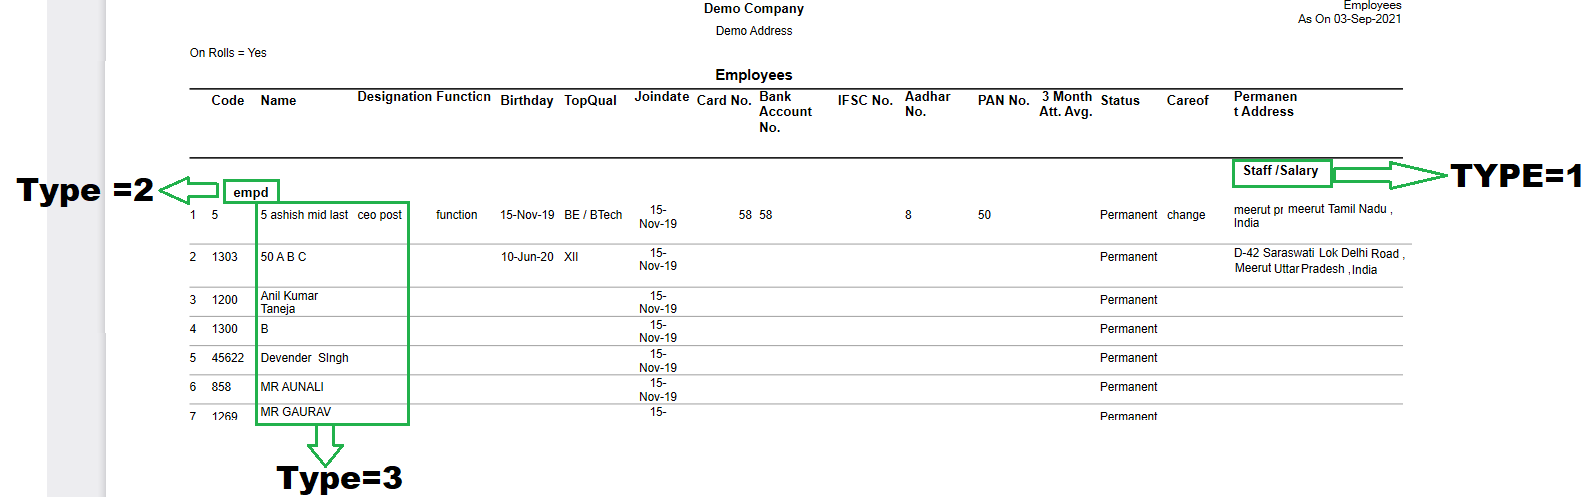 Demo Company
Employees
As On 03-Sep-2021
Demo Address
On Rolls = Yes
Employees
Code Name Designation Function Birthday TopQual Joindate Card No. Bank Account No. IFSC No. Aadhar No. PAN No. 3 Month Att. Avg. Status Careof Permanen t Address
Staff /Salary TYPE=1
Type =2 empd
1 5 5 ashish mid last ceo post function 15-Nov-19 BE / BTech 15-Nov-19 58 58 8 50 Permanent change meerut pr meerut Tamil Nadu , India
2 1303 50 A B C 10-Jun-20 XII 15-Nov-19 Permanent D-42 Saraswati Lok Delhi Road , Meerut Uttar Pradesh , India
3 1200 Anil Kumar Taneja 15-Nov-19 Permanent
4 1300 B 15-Nov-19 Permanent
5 45622 Devender SIngh 15-Nov-19 Permanent
6 858 MR AUNALI 15-Nov-19 Permanent
7 1269 MR GAURAV 15- Permanent
Type=3